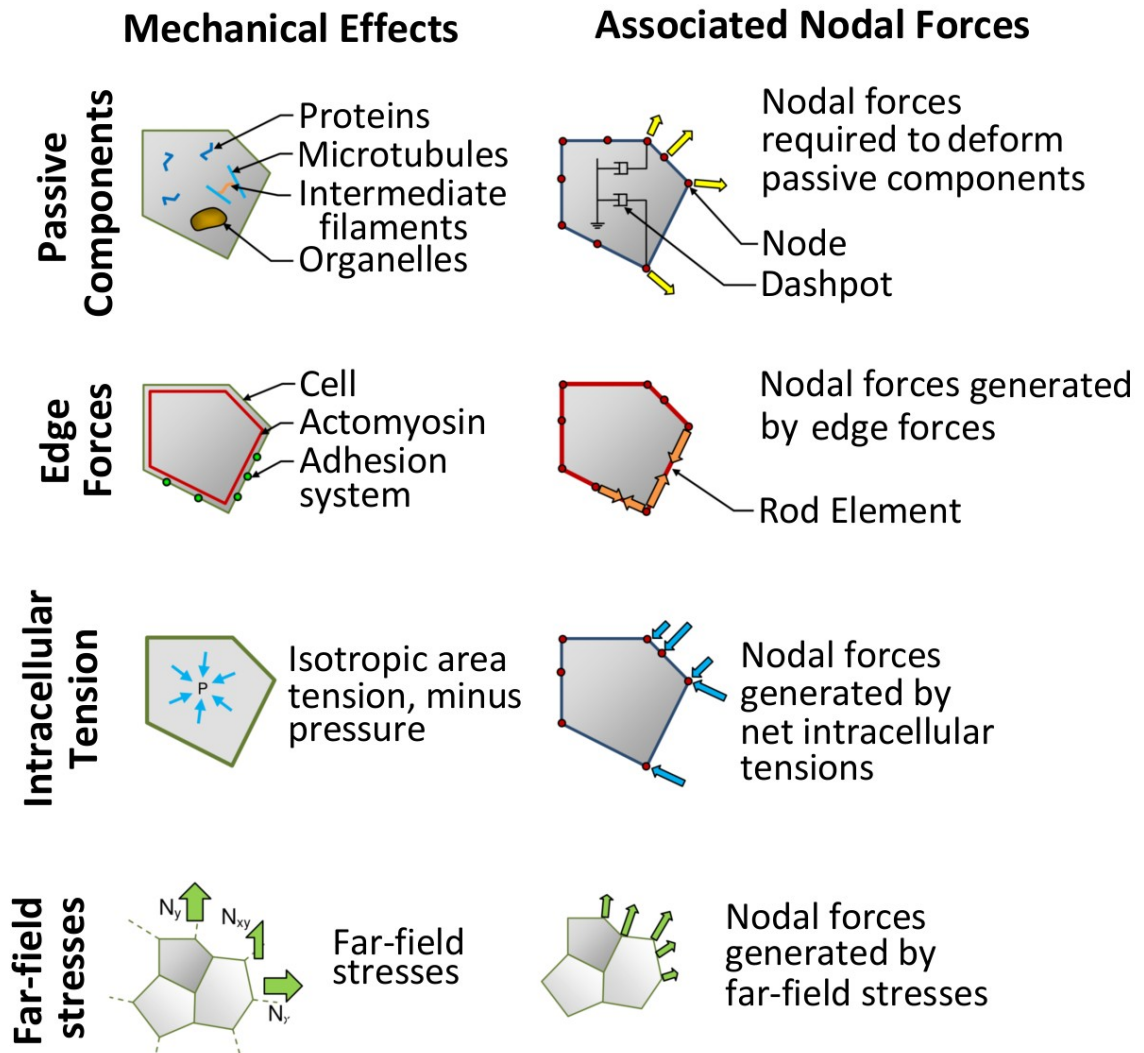 Mechanical Effects
Associated Nodal Forces
Passive
Components
Proteins
Microtubules
Intermediate
filaments
Organelles
Nodal forces
required to deform
passive components
Node
Dashpot
Edge
Forces
Cell
Actomyosin
Adhesion
system
Nodal forces generated
by edge forces
Rod Element
Intracellular
Tension
P
Isotropic area
tension, minus
pressure
Nodal forces
generated by
net intracellular
tensions
Far-field
stresses
Ny
Nxy
Far-field
stresses
Nodal forces
generated by
far-field stresses